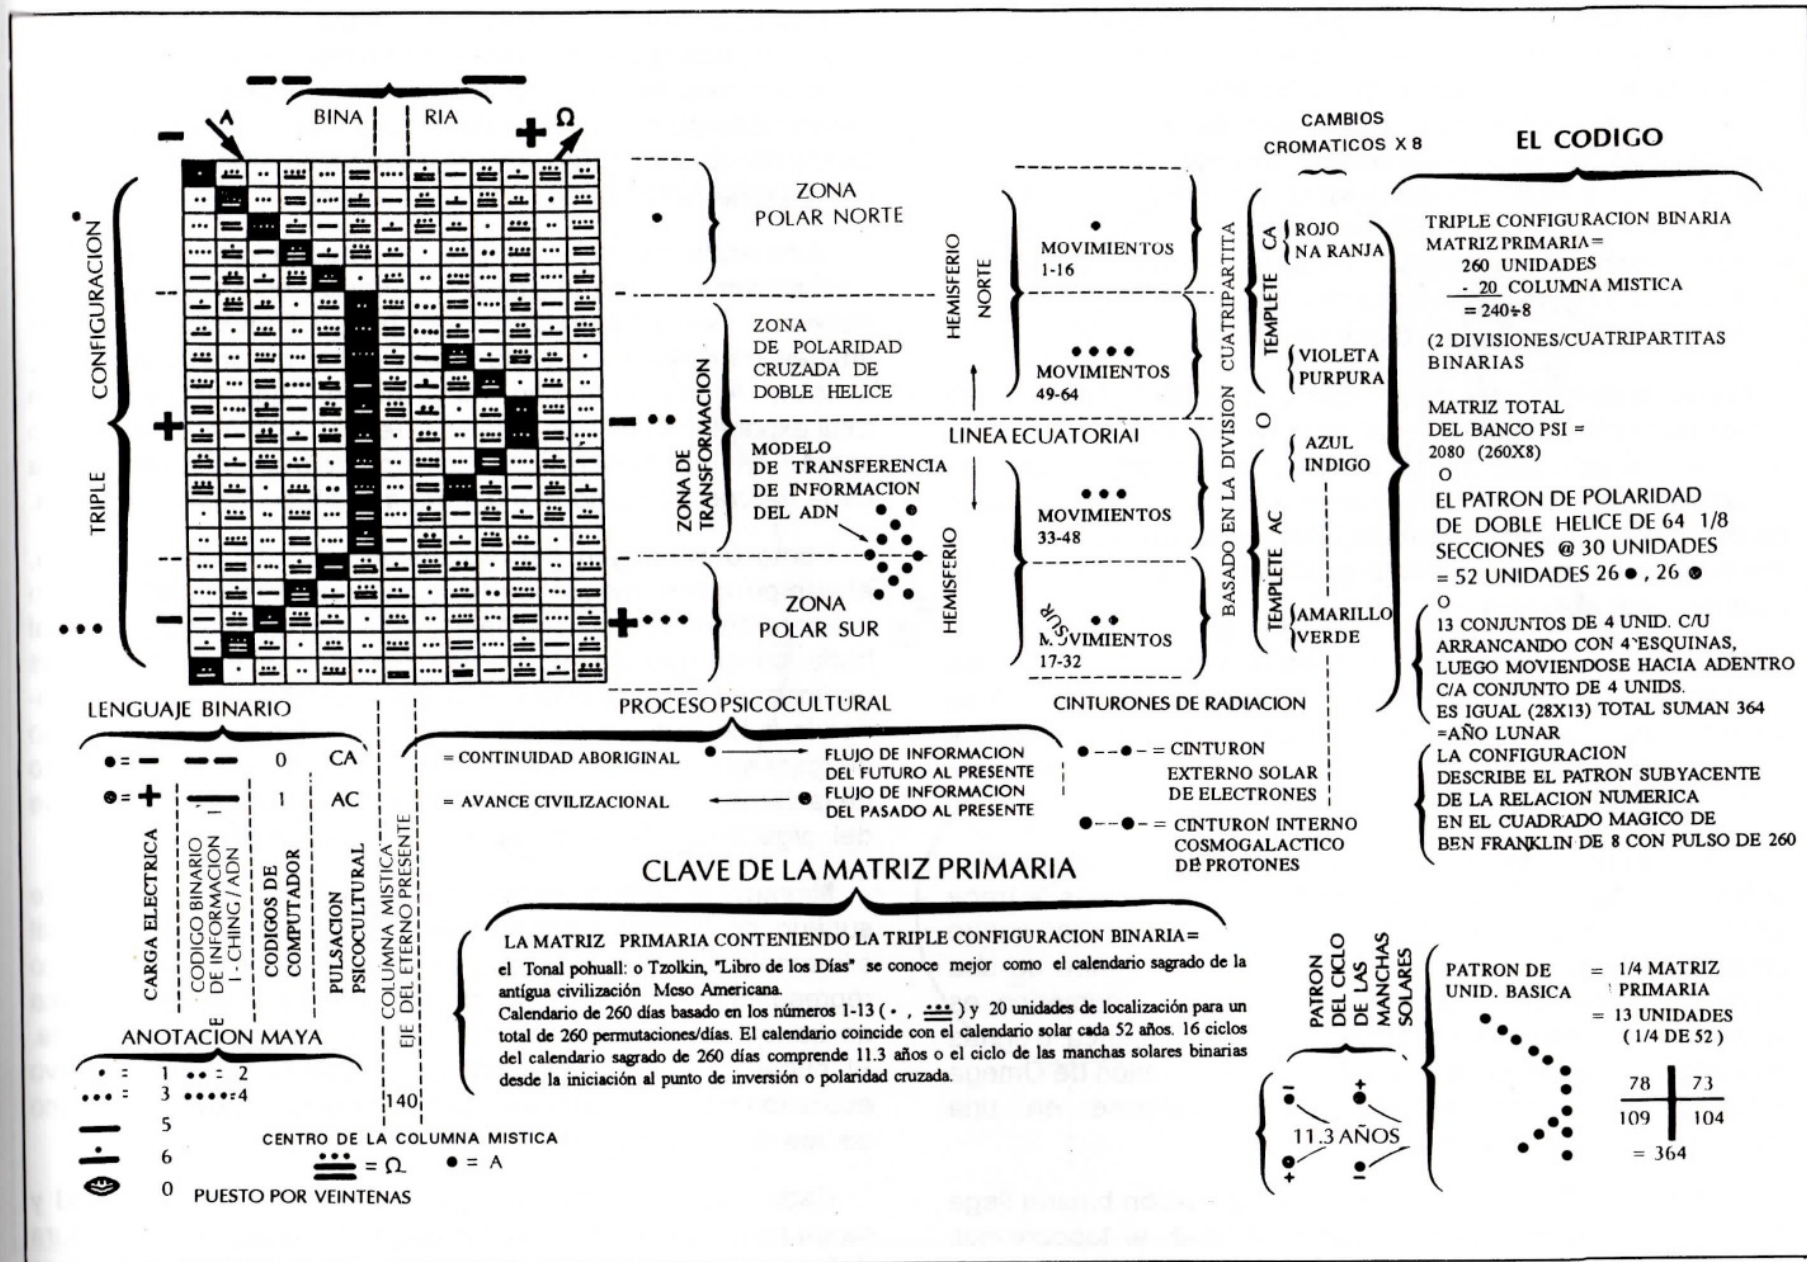 BINA RIA
A
Ω
TRIPLE CONFIGURACION
ZONA
POLAR NORTE
ZONA
DE POLARIDAD
CRUZADA DE
DOBLE HELICE
ZONA DE
TRANSFORMACION
MODELO
DE TRANSFERENCIA
DE INFORMACION
DEL ADN
ZONA
POLAR SUR
HEMISFERIO
NORTE
LINEA ECUATORIAl
HEMISFERIO
SUR
MOVIMIENTOS
1-16
MOVIMIENTOS
49-64
MOVIMIENTOS
33-48
MOVIMIENTOS
17-32
BASADO EN LA DIVISION CUATRIPARTITA
CAMBIOS
CROMATICOS X 8
TEMPLETE CA
ROJO
NA RANJA
VIOLETA
PURPURA
O
TEMPLETE AC
AZUL
INDIGO
AMARILLO
VERDE
EL CODIGO
TRIPLE CONFIGURACION BINARIA
MATRIZ PRIMARIA=
260 UNIDADES
- 20 COLUMNA MISTICA
= 240÷8
(2 DIVISIONES/CUATRIPARTITAS
BINARIAS
MATRIZ TOTAL
DEL BANCO PSI =
2080 (260X8)
O
EL PATRON DE POLARIDAD
DE DOBLE HELICE DE 64 1/8
SECCIONES @ 30 UNIDADES
= 52 UNIDADES 26 ●, 26
O
13 CONJUNTOS DE 4 UNID. C/U
ARRANCANDO CON 4 ESQUINAS,
LUEGO MOVIENDOSE HACIA ADENTRO
C/A CONJUNTO DE 4 UNIDS.
ES IGUAL (28X13) TOTAL SUMAN 364
=AÑO LUNAR
LA CONFIGURACION
DESCRIBE EL PATRON SUBYACENTE
DE LA RELACION NUMERICA
EN EL CUADRADO MAGICO DE
BEN FRANKLIN DE 8 CON PULSO DE 260
LENGUAJE BINARIO
● = — — — 0 CA
= + — 1 AC
CARGA ELECTRICA
CODIGO BINARIO
DE INFORMACION
I - CHING / ADN
CODIGOS DE
COMPUTADOR
PULSACION
PSICOCULTURAL
COLUMNA MISTICA
EJE DEL ETERNO PRESENTE
140
PROCESO PSICOCULTURAL
= CONTINUIDAD ABORIGINAL
FLUJO DE INFORMACION
DEL FUTURO AL PRESENTE
= AVANCE CIVILIZACIONAL
FLUJO DE INFORMACION
DEL PASADO AL PRESENTE
CINTURONES DE RADIACION
= CINTURON
EXTERNO SOLAR
DE ELECTRONES
= CINTURON INTERNO
COSMOGALACTICO
DE PROTONES
CLAVE DE LA MATRIZ PRIMARIA
LA MATRIZ PRIMARIA CONTENIENDO LA TRIPLE CONFIGURACION BINARIA=
el Tonal pohuall: o Tzolkin, "Libro de los Días" se conoce mejor como el calendario sagrado de la
antígua civilización Meso Americana.
Calendario de 260 días basado en los números 1-13 ( · , ) y 20 unidades de localización para un
total de 260 permutaciones/días. El calendario coincide con el calendario solar cada 52 años. 16 ciclos
del calendario sagrado de 260 días comprende 11.3 años o el ciclo de las manchas solares binarias
desde la iniciación al punto de inversión o polaridad cruzada.
ANOTACION MAYA
· = 1 ·· = 2
··· = 3 ····=4
5
6
0 PUESTO POR VEINTENAS
CENTRO DE LA COLUMNA MISTICA
= Ω ● = A
PATRON
DEL CICLO
DE LAS
MANCHAS
SOLARES
11.3 AÑOS
PATRON DE
UNID. BASICA
= 1/4 MATRIZ
PRIMARIA
= 13 UNIDADES
( 1/4 DE 52 )
78 73
109 104
= 364